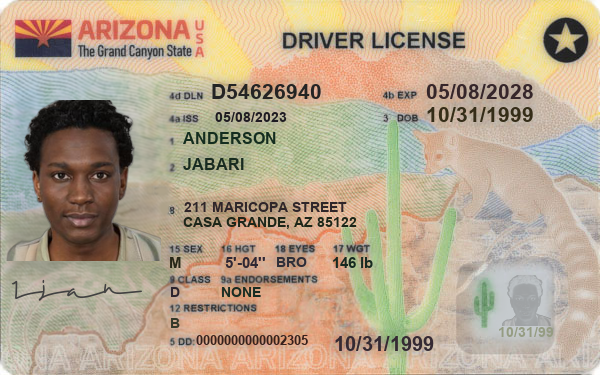 ARIZONA USA
The Grand Canyon State
DRIVER LICENSE
4d DLN D54626940
4b EXP 05/08/2028
4a ISS 05/08/2023
3 DOB 10/31/1999
1 ANDERSON
2 JABARI
8 211 MARICOPA STREET
CASA GRANDE, AZ 85122
15 SEX 16 HGT 18 EYES 17 WGT
M 5'-04" BRO 146 lb
9 CLASS 9a ENDORSEMENTS
D NONE
12 RESTRICTIONS
B
5 DD: 0000000000002305
10/31/1999
10/31/99
ARIZONA ARIZONA ARIZONA ARIZONA